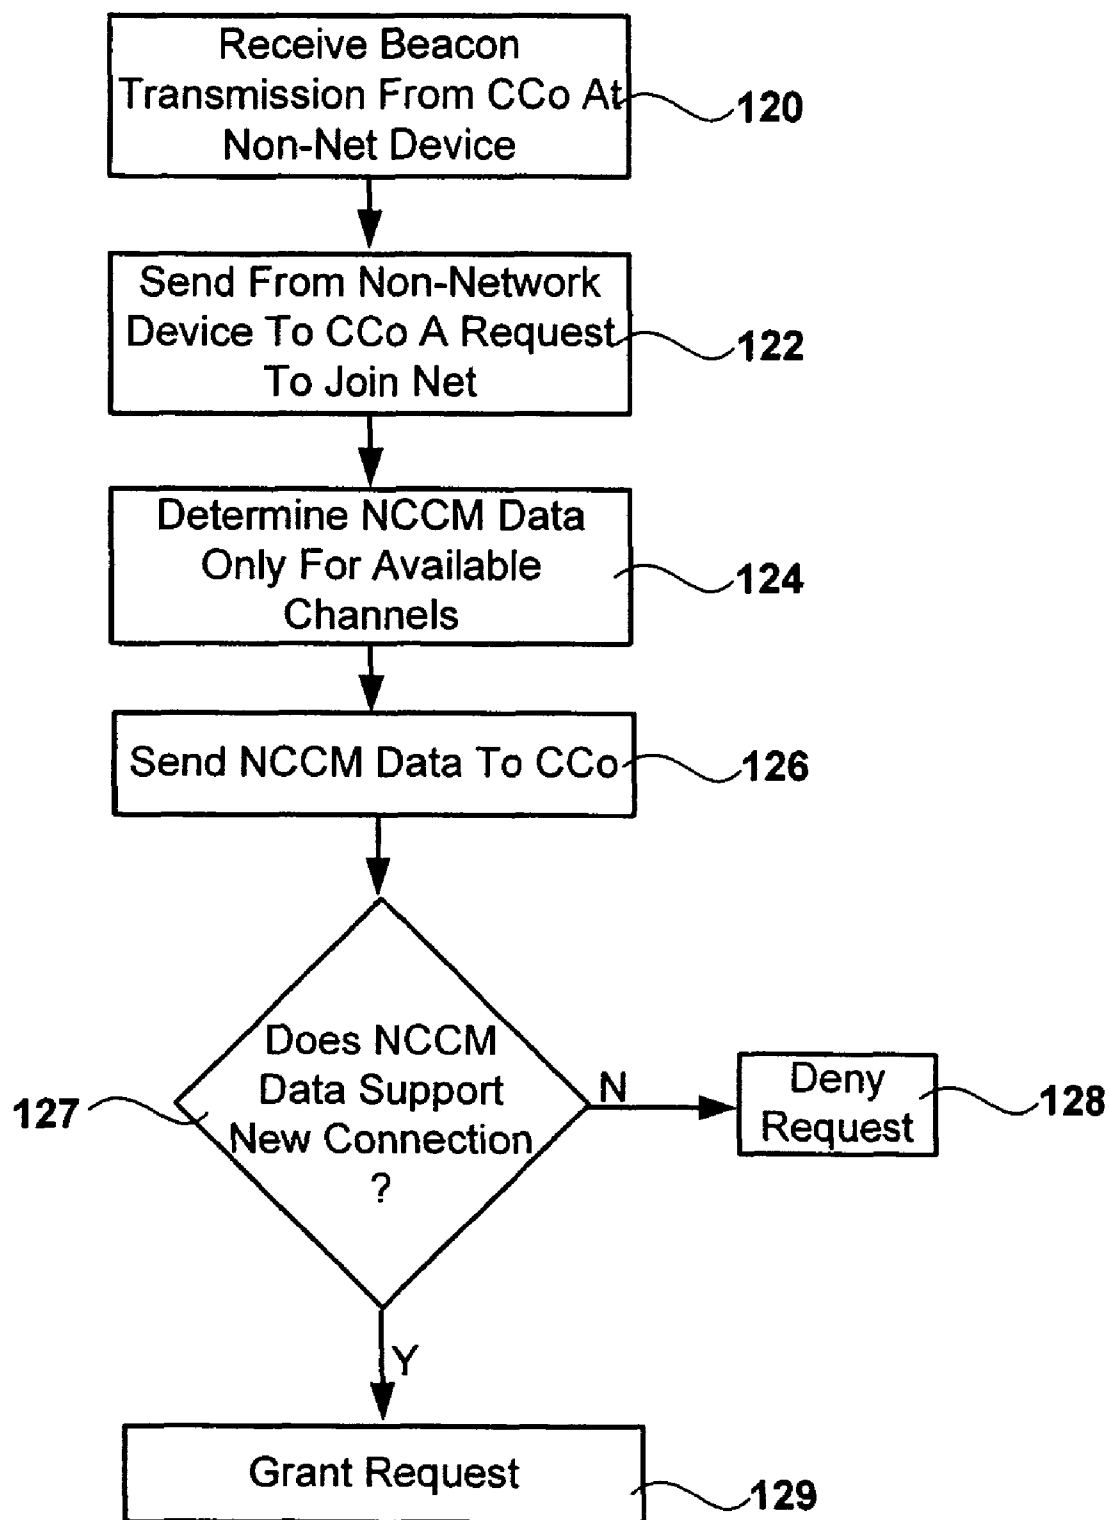 Receive Beacon
Transmission From CCo At
Non-Net Device
120
Send From Non-Network
Device To CCo A Request
To Join Net
122
Determine NCCM Data
Only For Available
Channels
124
Send NCCM Data To CCo
126
Does NCCM
Data Support
New Connection
?
127
N
Deny
Request
128
Y
Grant Request
129